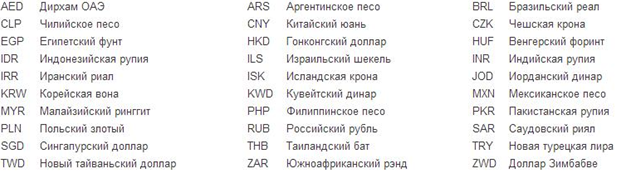 AED Дирхам ОАЭ ARS Аргентинское песо BRL Бразильский реал
CLP Чилийское песо CNY Китайский юань CZK Чешская крона
EGP Египетский фунт HKD Гонконгский доллар HUF Венгерский форинт
IDR Индонезийская рупия ILS Израильский шекель INR Индийская рупия
IRR Иранский риал ISK Исландская крона JOD Иорданский динар
KRW Корейская вона KWD Кувейтский динар MXN Мексиканское песо
MYR Малайзийский ринггит PHP Филиппинское песо PKR Пакистанская рупия
PLN Польский злотый RUB Российский рубль SAR Саудовский риял
SGD Сингапурский доллар THB Таиландский бат TRY Новая турецкая лира
TWD Новый тайваньский доллар ZAR Южноафриканский рэнд ZWD Доллар Зимбабве